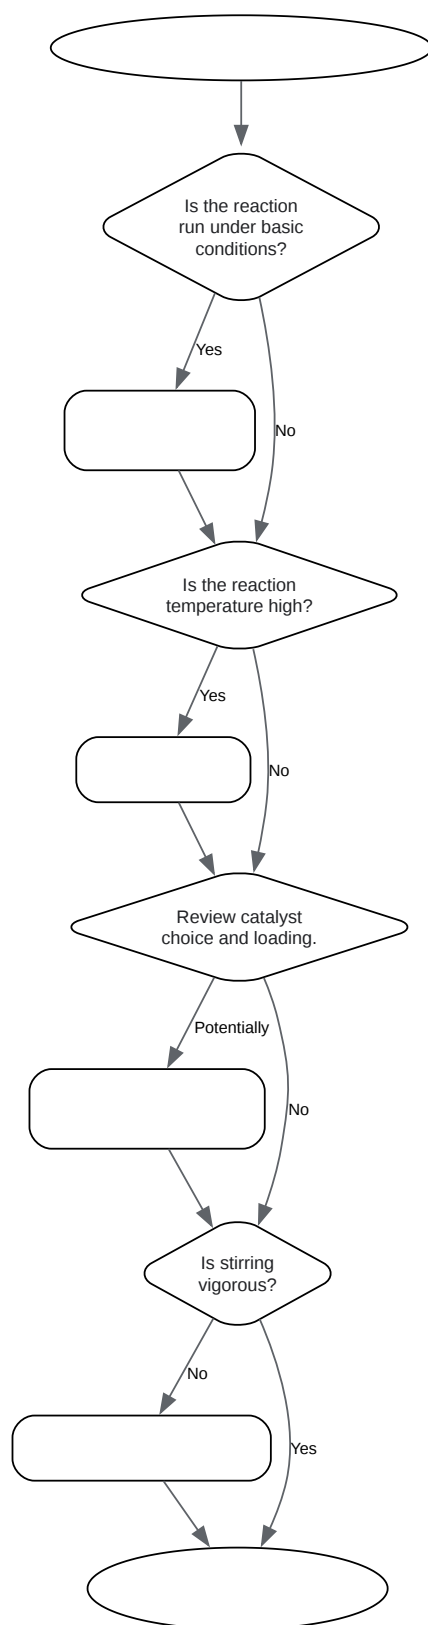 Is the reaction
run under basic
conditions?
Yes
No
Is the reaction
temperature high?
Yes
No
Review catalyst
choice and loading.
Potentially
No
Is stirring
vigorous?
No
Yes